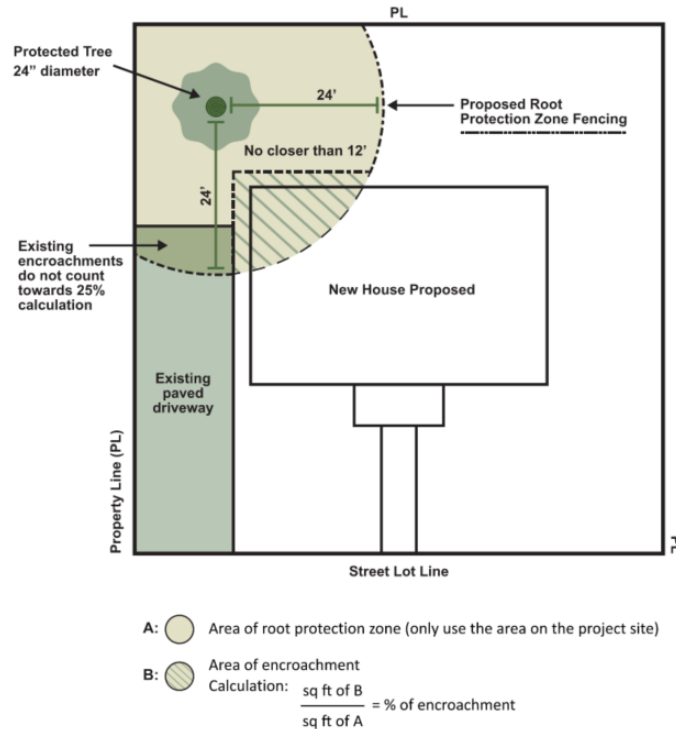 PL
Protected Tree
24” diameter
24’
Proposed Root
Protection Zone Fencing
No closer than 12’
24’
Existing
encroachments
do not count
towards 25%
calculation
New House Proposed
Existing
paved
driveway
Property Line (PL)
PL
Street Lot Line
A: Area of root protection zone (only use the area on the project site)
B: Area of encroachment
Calculation: sq ft of B
= % of encroachment
sq ft of A